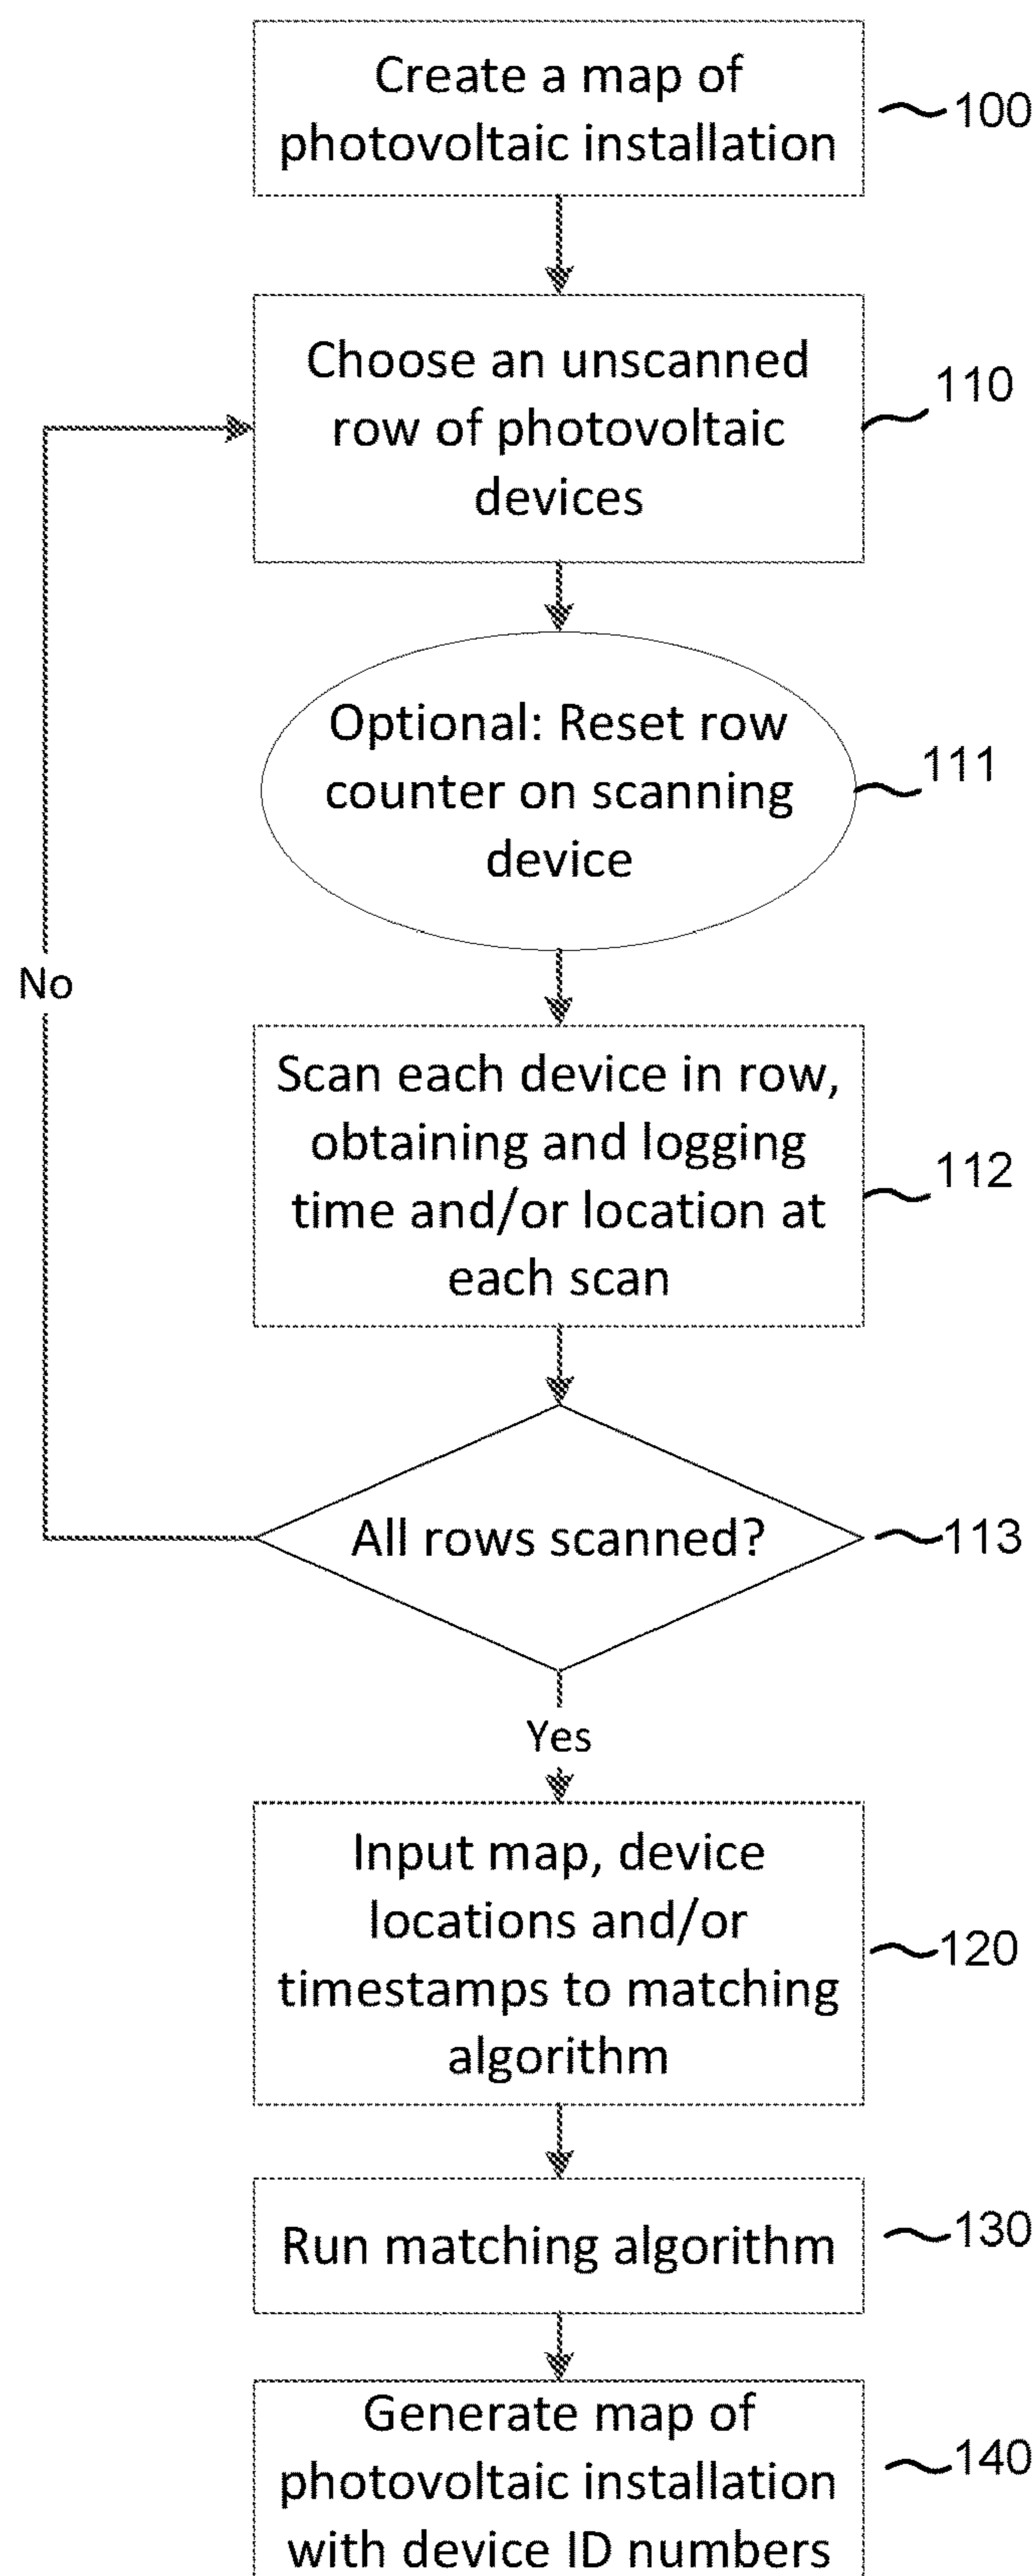 Create a map of
photovoltaic installation
100
Choose an unscanned
row of photovoltaic
devices
110
Optional: Reset row
counter on scanning
device
111
No
Scan each device in row,
obtaining and logging
time and/or location at
each scan
112
All rows scanned?
113
Yes
Input map, device
locations and/or
timestamps to matching
algorithm
120
Run matching algorithm
130
Generate map of
photovoltaic installation
with device ID numbers
140